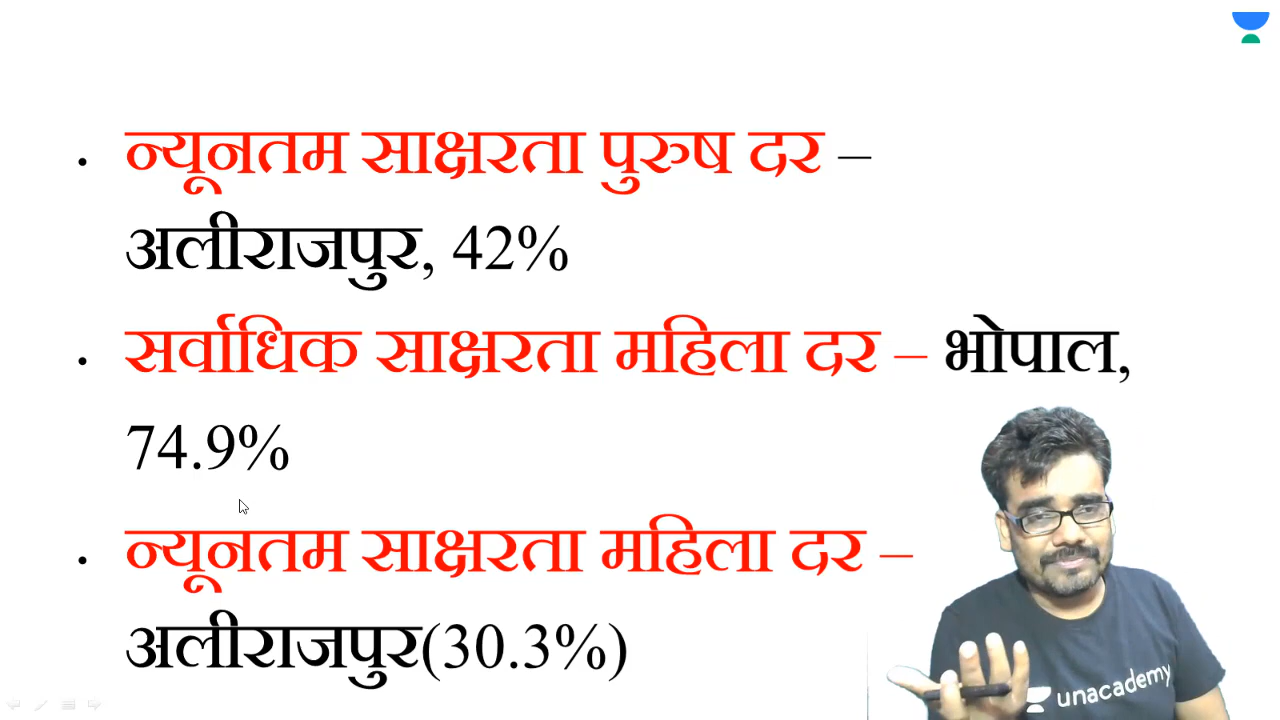 • न्यूनतम साक्षरता पुरुष दर –
अलीराजपुर, 42%
• सर्वाधिक साक्षरता महिला दर – भोपाल,
74.9%
• न्यूनतम साक्षरता महिला दर –
अलीराजपुर(30.3%)
unacademy